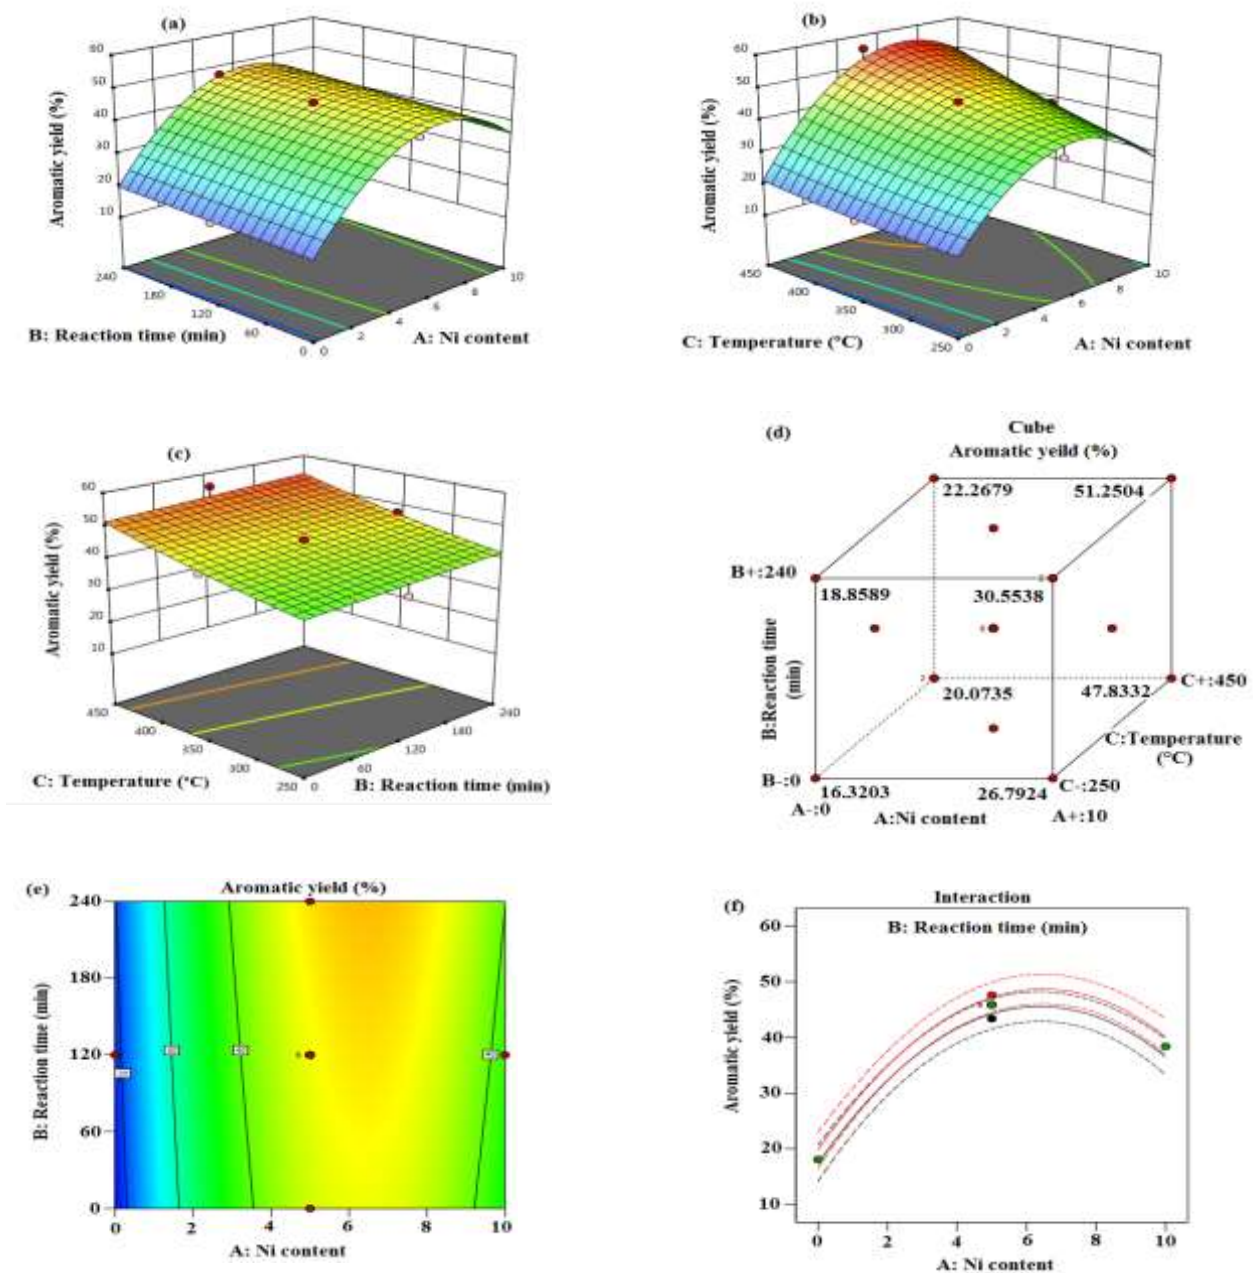 (a)
60
50
40
30
20
10
Aromatic yield (%)
240
180
120
60
0
0
2
4
6
8
10
B: Reaction time (min)
A: Ni content
(b)
60
50
40
30
20
10
Aromatic yield (%)
450
400
350
300
250
0
2
4
6
8
10
C: Temperature (°C)
A: Ni content
(c)
60
50
40
30
20
10
Aromatic yield (%)
450
400
350
300
250
0
60
120
180
240
C: Temperature (°C)
B: Reaction time (min)
(d)
Cube
Aromatic yeild (%)
22.2679
51.2504
B+:240
18.8589
30.5538
B:Reaction time
(min)
20.0735
47.8332
C+:450
C:Temperature
(°C)
B-:0
16.3203
26.7924
C-:250
A-:0
A:Ni content
A+:10
(e)
Aromatic yield (%)
240
180
120
60
0
B: Reaction time (min)
0
2
4
6
8
10
A: Ni content
(f)
Interaction
B: Reaction time (min)
60
50
40
30
20
10
Aromatic yield (%)
0
2
4
6
8
10
A: Ni content